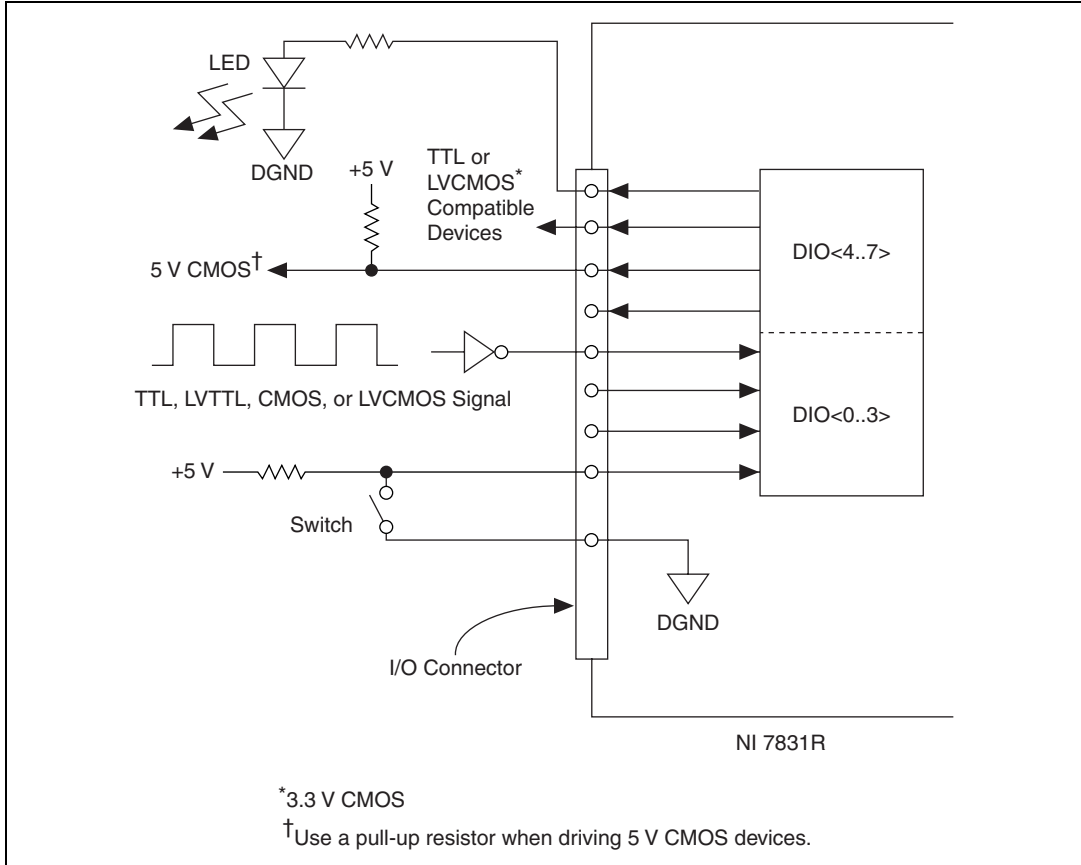 LED
DGND
+5 V
TTL or
LVCMOS*
Compatible
Devices
5 V CMOS†
DIO<4..7>
TTL, LVTTL, CMOS, or LVCMOS Signal
DIO<0..3>
+5 V
Switch
DGND
I/O Connector
NI 7831R
*3.3 V CMOS
†Use a pull-up resistor when driving 5 V CMOS devices.